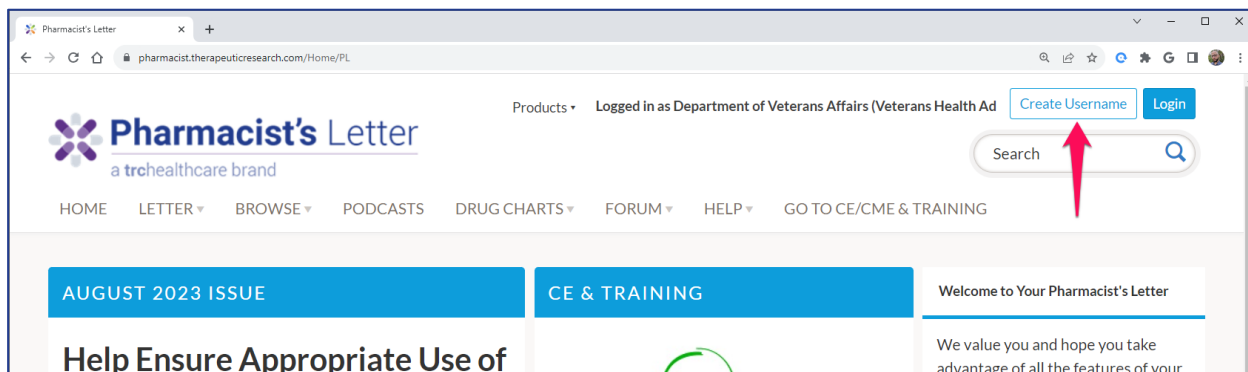 Pharmacist's Letter
pharmacist.therapeuticresearch.com/Home/PL
G
Products
Logged in as Department of Veterans Affairs (Veterans Health Ad
Create Username
Login
Pharmacist's Letter
a trchealthcare brand
Search
HOME
LETTER
BROWSE
PODCASTS
DRUG CHARTS
FORUM
HELP
GO TO CE/CME & TRAINING
AUGUST 2023 ISSUE
CE & TRAINING
Welcome to Your Pharmacist's Letter
Help Ensure Appropriate Use of
We value you and hope you take
advantage of all the features of your